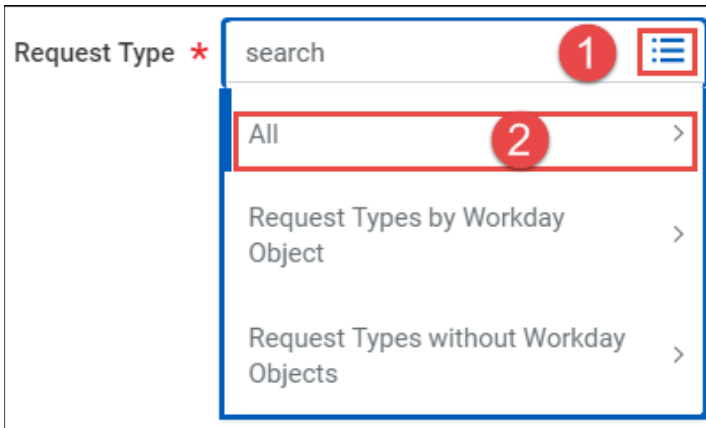 Request Type * search 1
All 2 >
Request Types by Workday
Object >
Request Types without Workday
Objects >